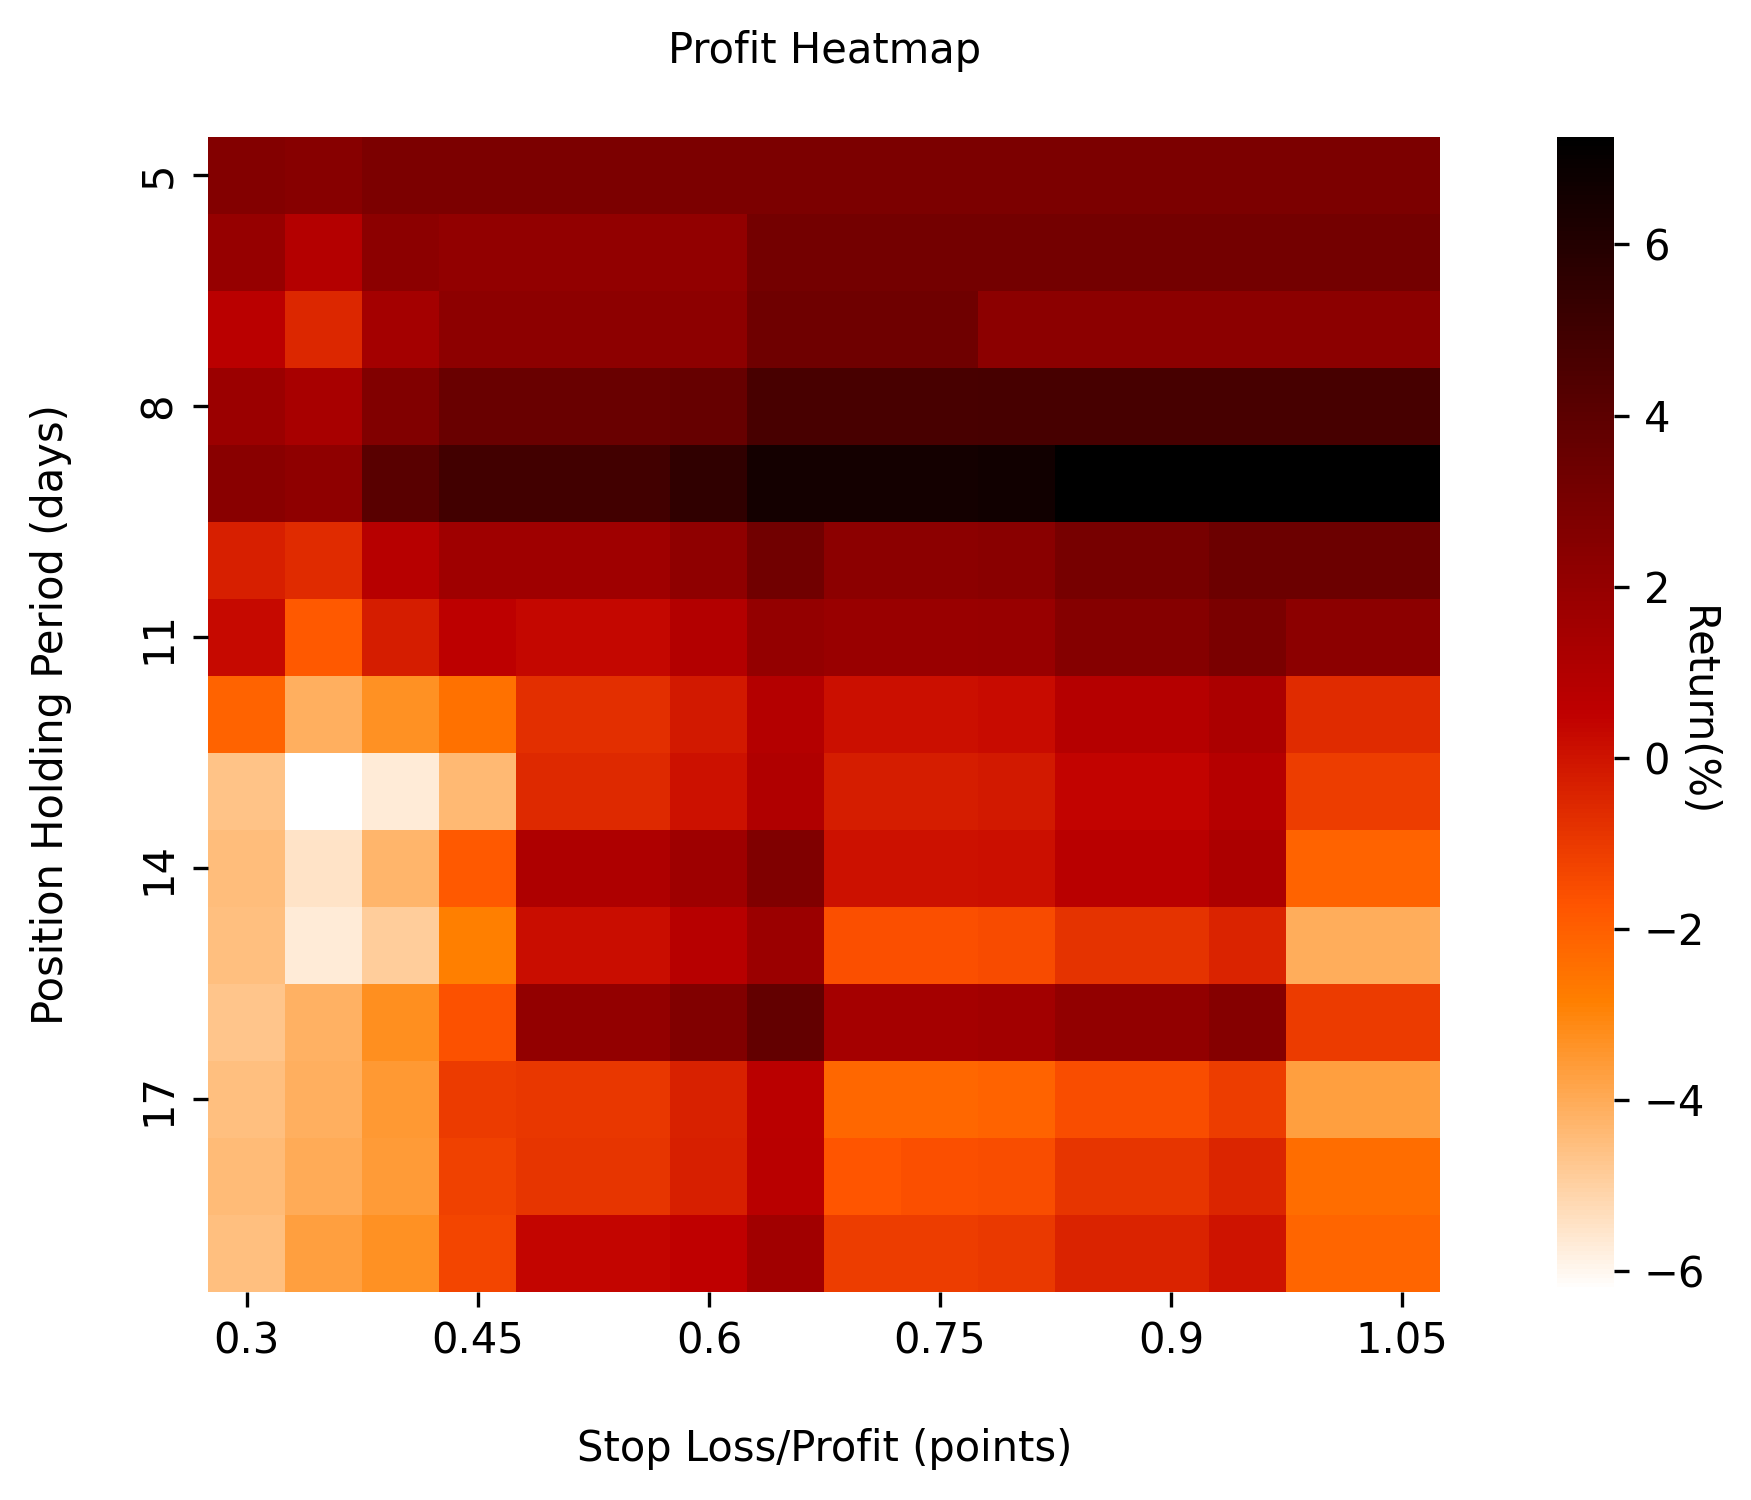 Profit Heatmap
Position Holding Period (days)
5
8
11
14
17
0.3 0.45 0.6 0.75 0.9 1.05
Stop Loss/Profit (points)
6
4
2
0
−2
−4
−6
Return(%)